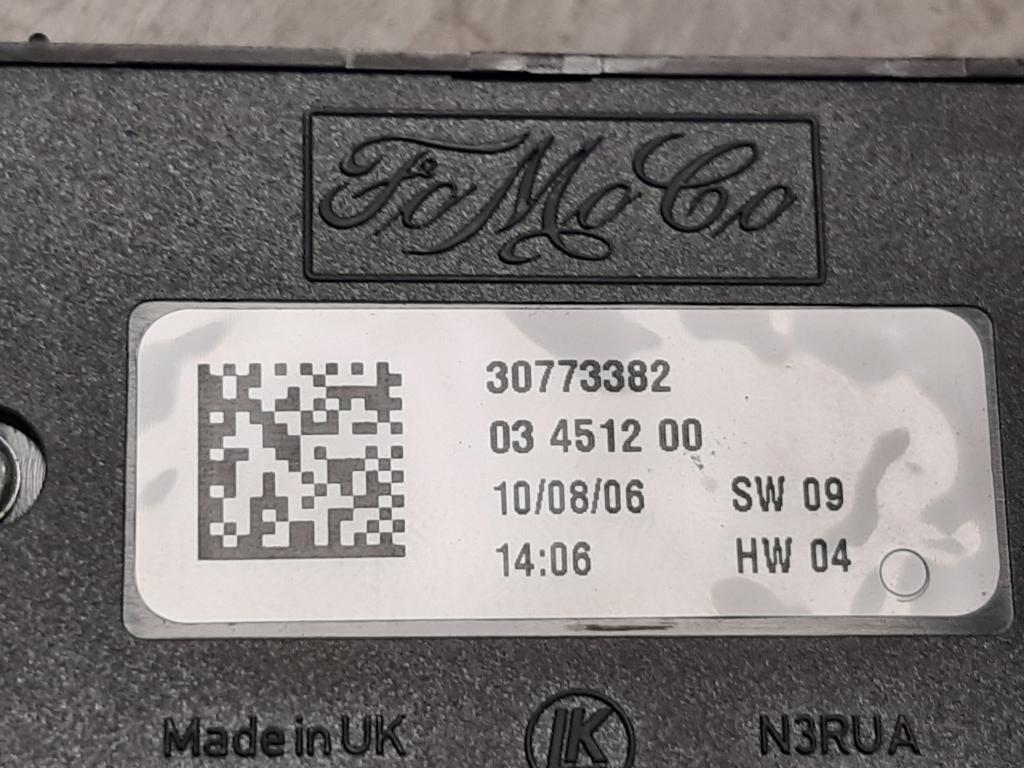 FoMoCo
30773382
03 4512 00
10/08/06 SW 09
14:06 HW 04
Made in UK N3RUA